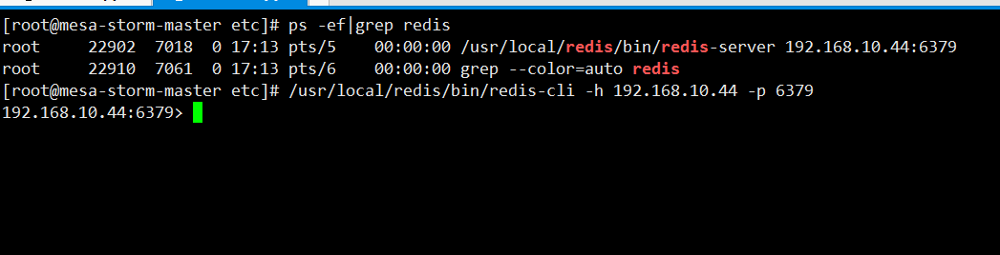 [root@mesa-storm-master etc]# ps -ef|grep redis
root     22902  7018  0 17:13 pts/5    00:00:00 /usr/local/redis/bin/redis-server 192.168.10.44:6379
root     22910  7061  0 17:13 pts/6    00:00:00 grep --color=auto redis
[root@mesa-storm-master etc]# /usr/local/redis/bin/redis-cli -h 192.168.10.44 -p 6379
192.168.10.44:6379>